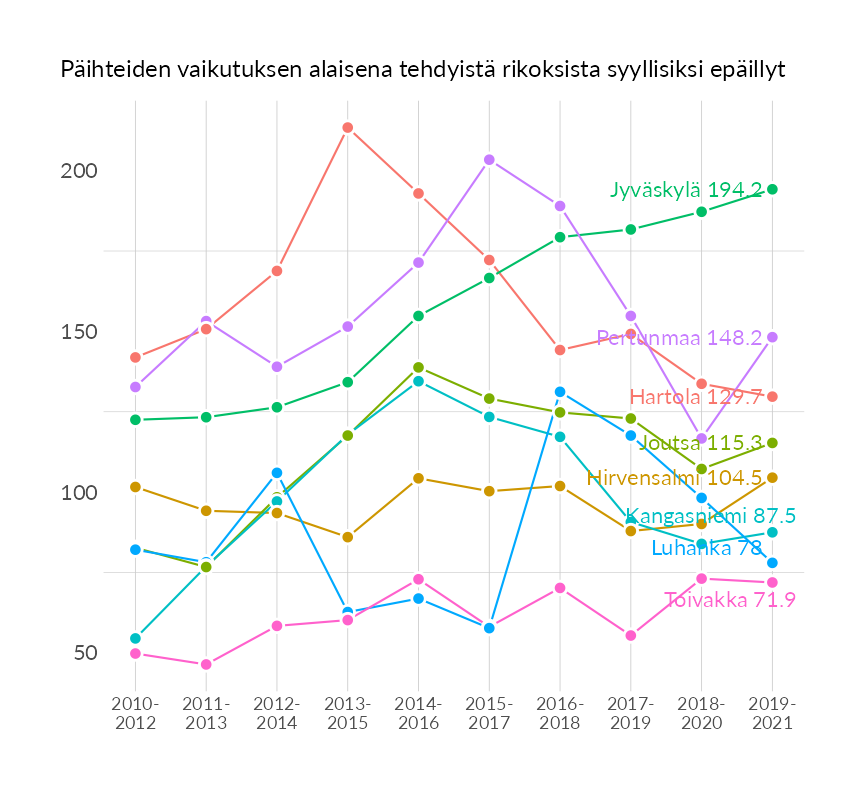 Päihteiden vaikutuksen alaisena tehdyistä rikoksista syyllisiksi epäillyt
200
150
100
50
Jyväskylä 194.2
Pertunmaa 148.2
Hartola 129.7
Joutsa 115.3
Hirvensalmi 104.5
Kangasniemi 87.5
Luhanka 78
Toivakka 71.9
2010-
2012
2011-
2013
2012-
2014
2013-
2015
2014-
2016
2015-
2017
2016-
2018
2017-
2019
2018-
2020
2019-
2021